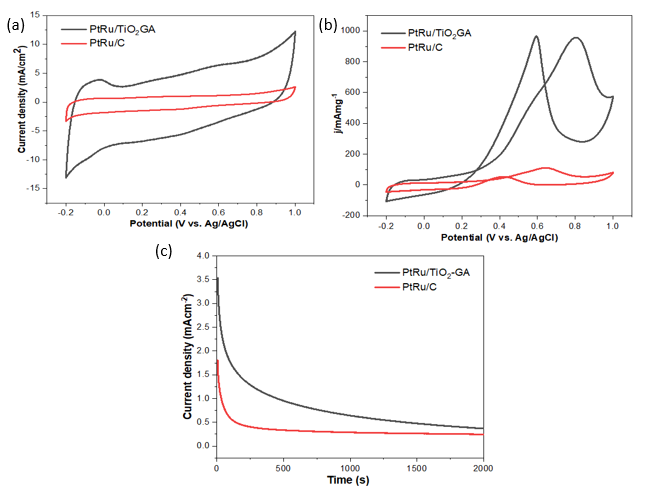 (a)
PtRu/TiO₂GA
PtRu/C
Current density (mA/cm²)
15
10
5
0
-5
-10
-15
-0.2 0.0 0.2 0.4 0.6 0.8 1.0
Potential (V vs. Ag/AgCl)
(b)
PtRu/TiO₂GA
PtRu/C
j/mAmg⁻¹
1000
800
600
400
200
0
-200
-0.2 0.0 0.2 0.4 0.6 0.8 1.0
Potential (V vs. Ag/AgCl)
(c)
PtRu/TiO₂-GA
PtRu/C
Current density (mAcm⁻²)
4.0
3.5
3.0
2.5
2.0
1.5
1.0
0.5
0.0
0 500 1000 1500 2000
Time (s)